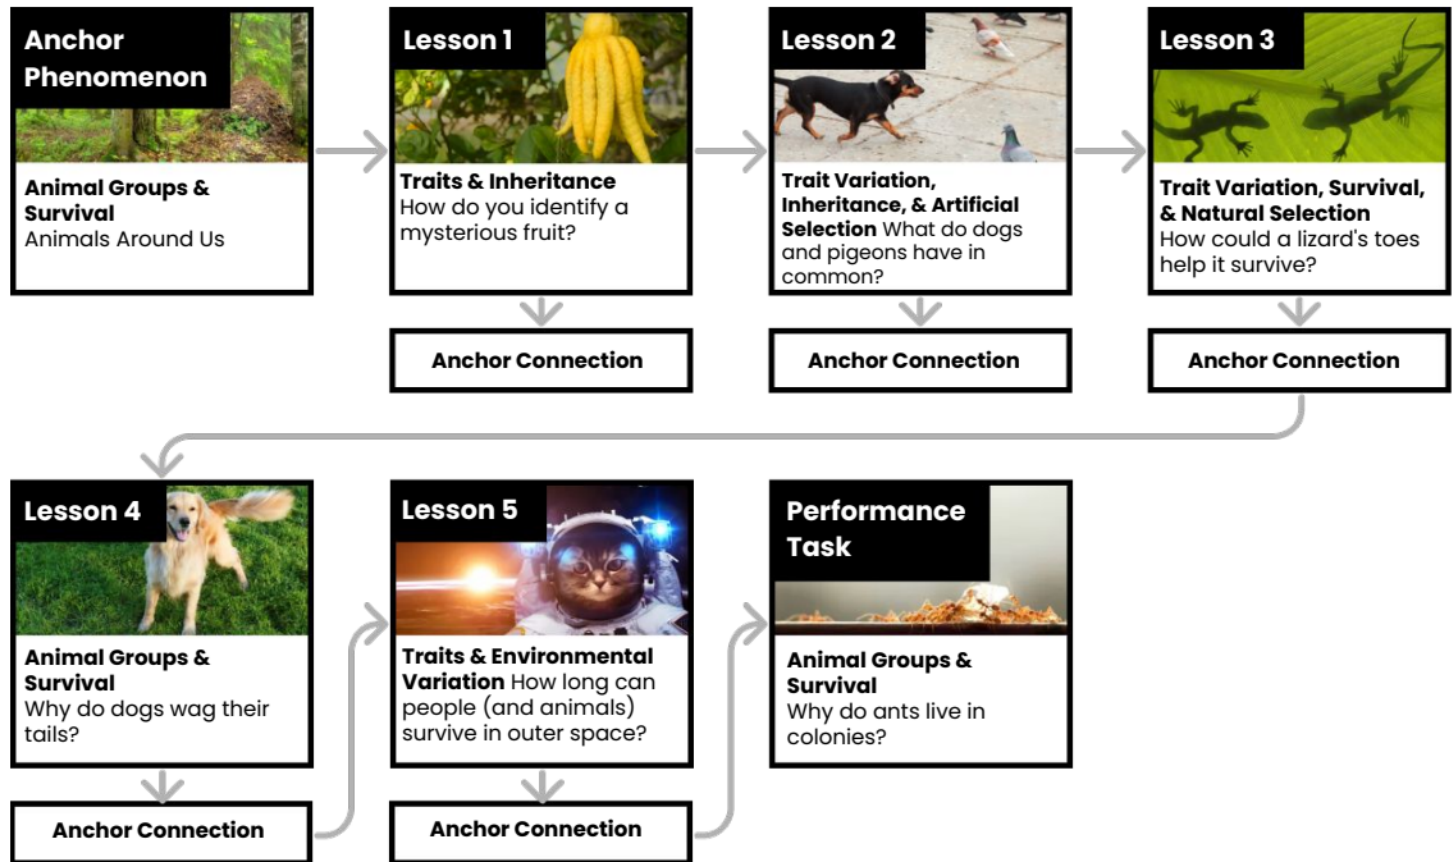 Anchor
Phenomenon
Animal Groups &
Survival
Animals Around Us
Lesson 1
Traits & Inheritance
How do you identify a
mysterious fruit?
Anchor Connection
Lesson 2
Trait Variation,
Inheritance, & Artificial
Selection What do dogs
and pigeons have in
common?
Anchor Connection
Lesson 3
Trait Variation, Survival,
& Natural Selection
How could a lizard's toes
help it survive?
Anchor Connection
Lesson 4
Animal Groups &
Survival
Why do dogs wag their
tails?
Anchor Connection
Lesson 5
Traits & Environmental
Variation How long can
people (and animals)
survive in outer space?
Anchor Connection
Performance
Task
Animal Groups &
Survival
Why do ants live in
colonies?